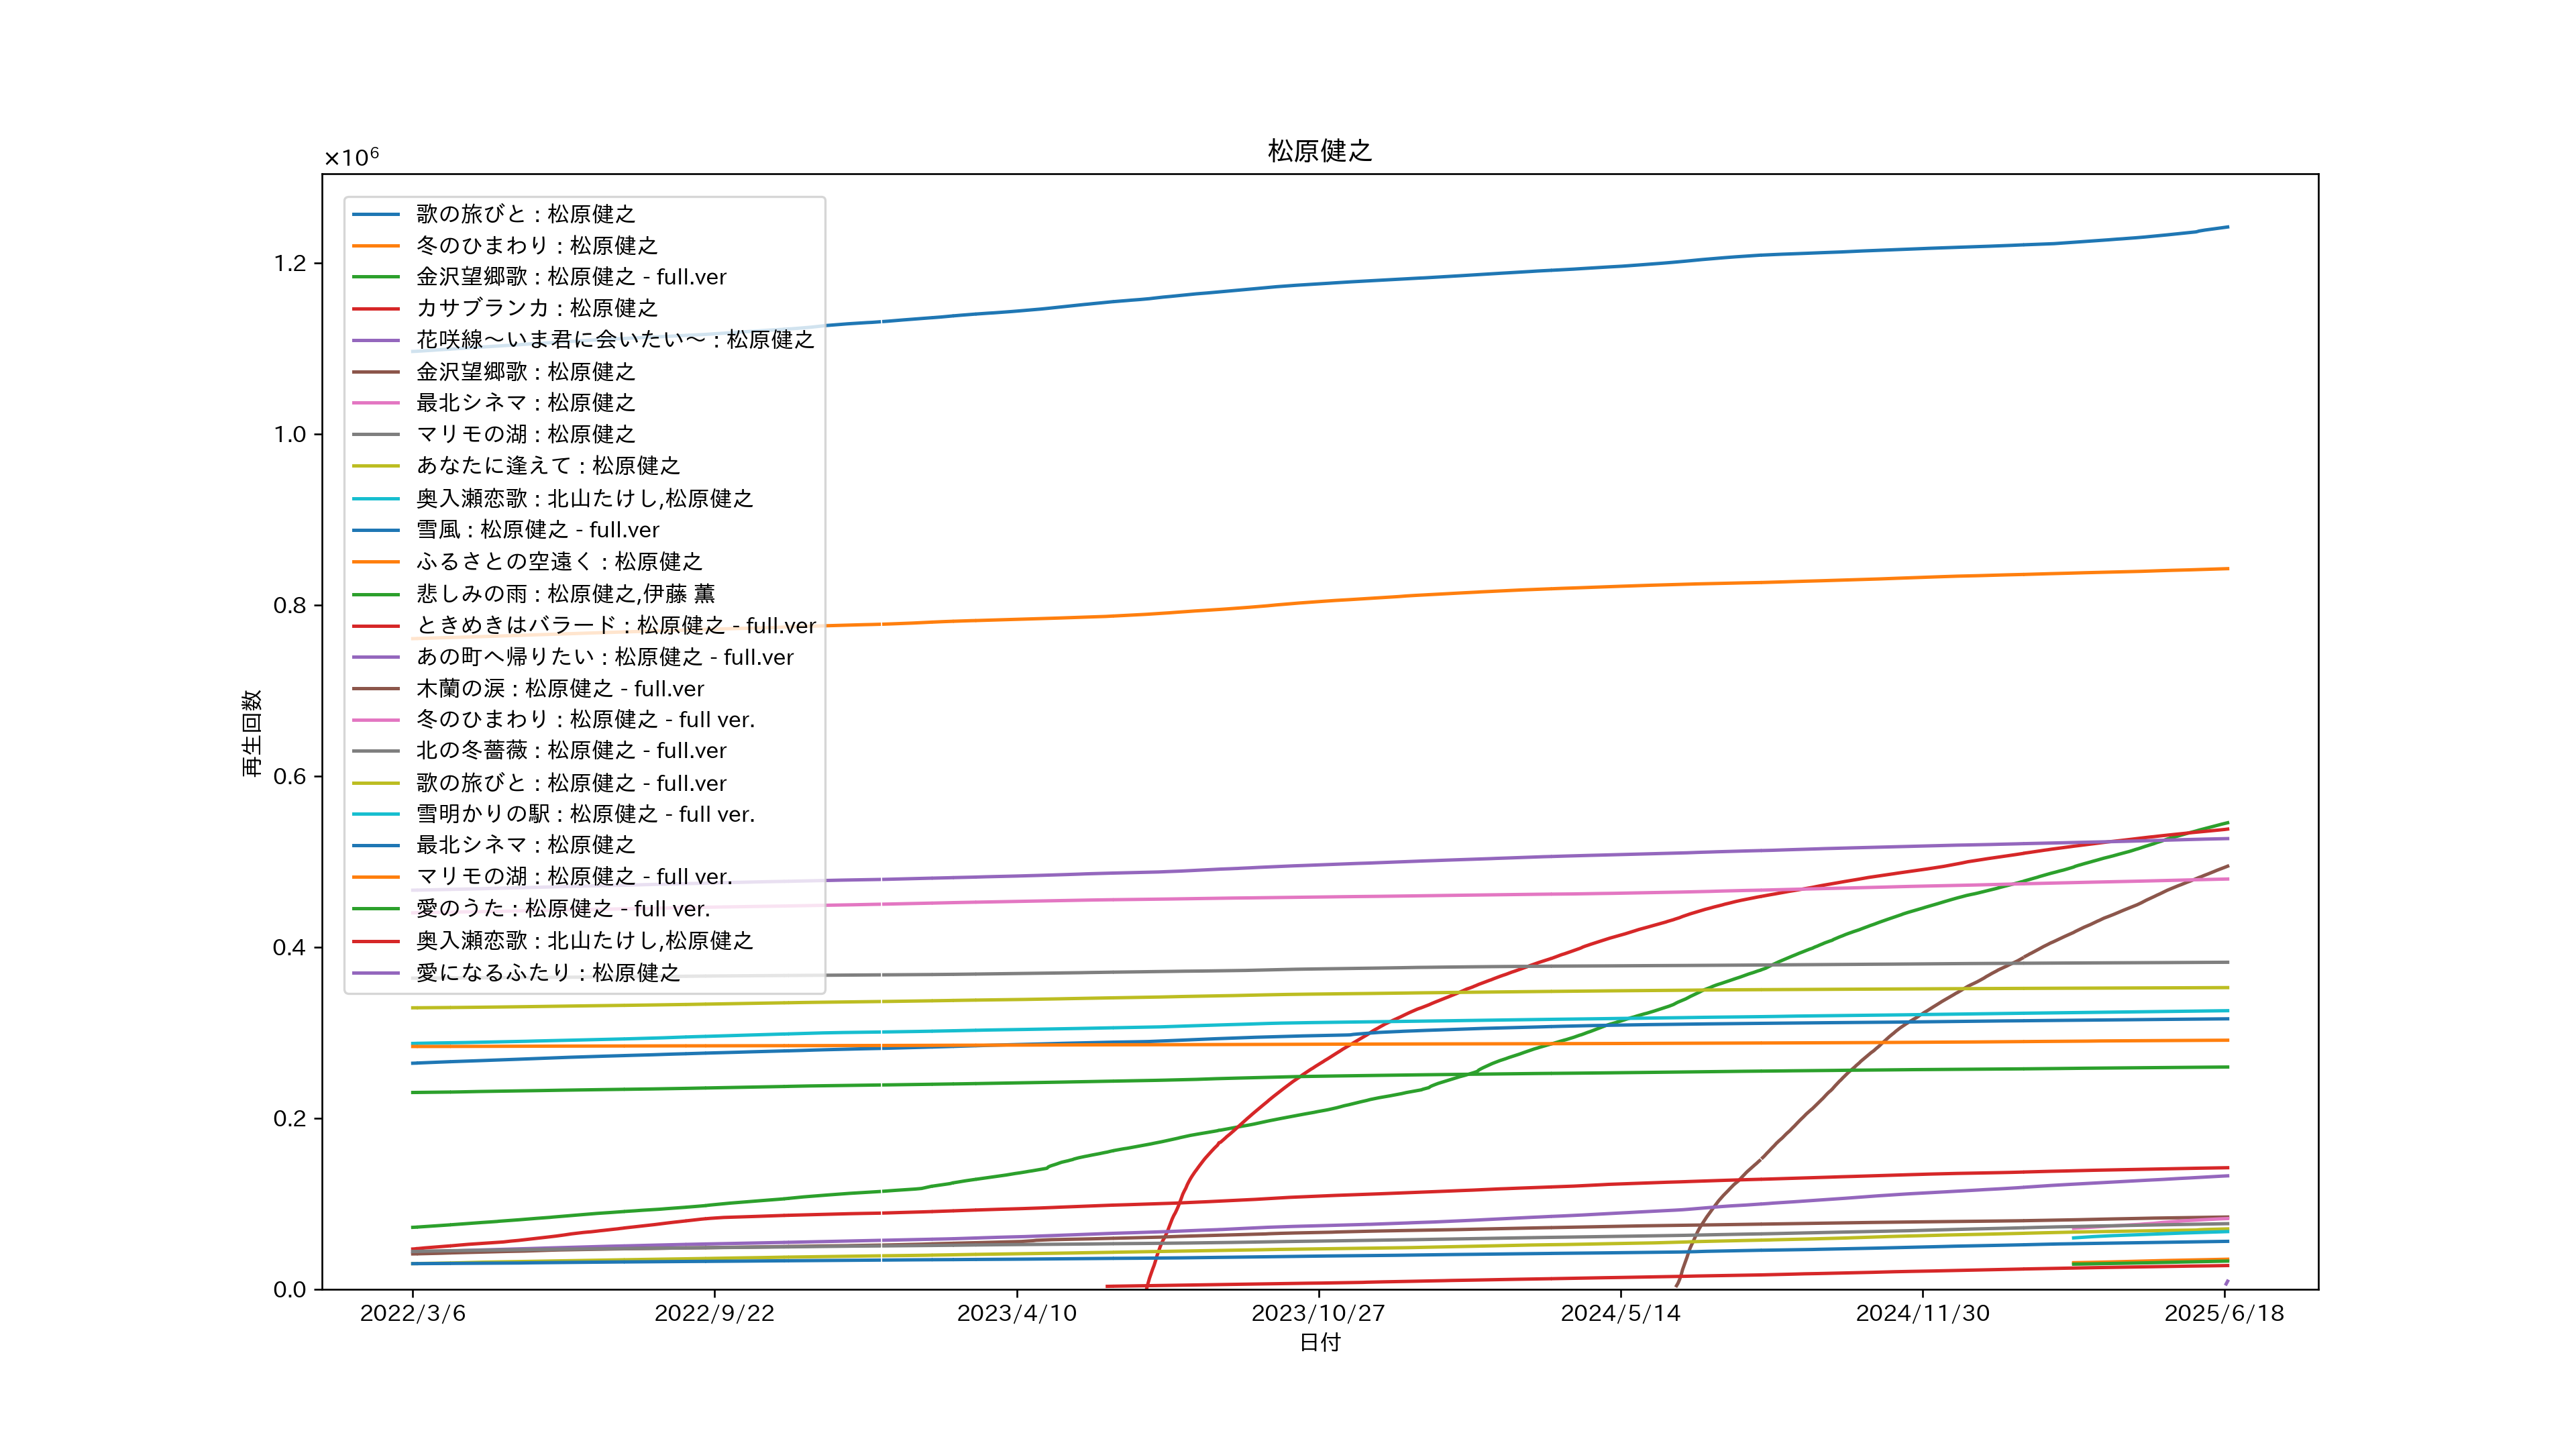 松原健之
×10⁶
歌の旅びと : 松原健之
冬のひまわり : 松原健之
金沢望郷歌 : 松原健之 - full.ver
カサブランカ : 松原健之
花咲線～いま君に会いたい～ : 松原健之
金沢望郷歌 : 松原健之
最北シネマ : 松原健之
マリモの湖 : 松原健之
あなたに逢えて : 松原健之
奥入瀬恋歌 : 北山たけし,松原健之
雪風 : 松原健之 - full.ver
ふるさとの空遠く : 松原健之
悲しみの雨 : 松原健之,伊藤 薫
ときめきはバラード : 松原健之 - full.ver
あの町へ帰りたい : 松原健之 - full.ver
木蘭の涙 : 松原健之 - full.ver
冬のひまわり : 松原健之 - full ver.
北の冬薔薇 : 松原健之 - full.ver
歌の旅びと : 松原健之 - full.ver
雪明かりの駅 : 松原健之 - full ver.
最北シネマ : 松原健之
マリモの湖 : 松原健之 - full ver.
愛のうた : 松原健之 - full ver.
奥入瀬恋歌 : 北山たけし,松原健之
愛になるふたり : 松原健之
1.2
1.0
0.8
0.6
0.4
0.2
0.0
再生回数
2022/3/6
2022/9/22
2023/4/10
2023/10/27
2024/5/14
2024/11/30
2025/6/18
日付